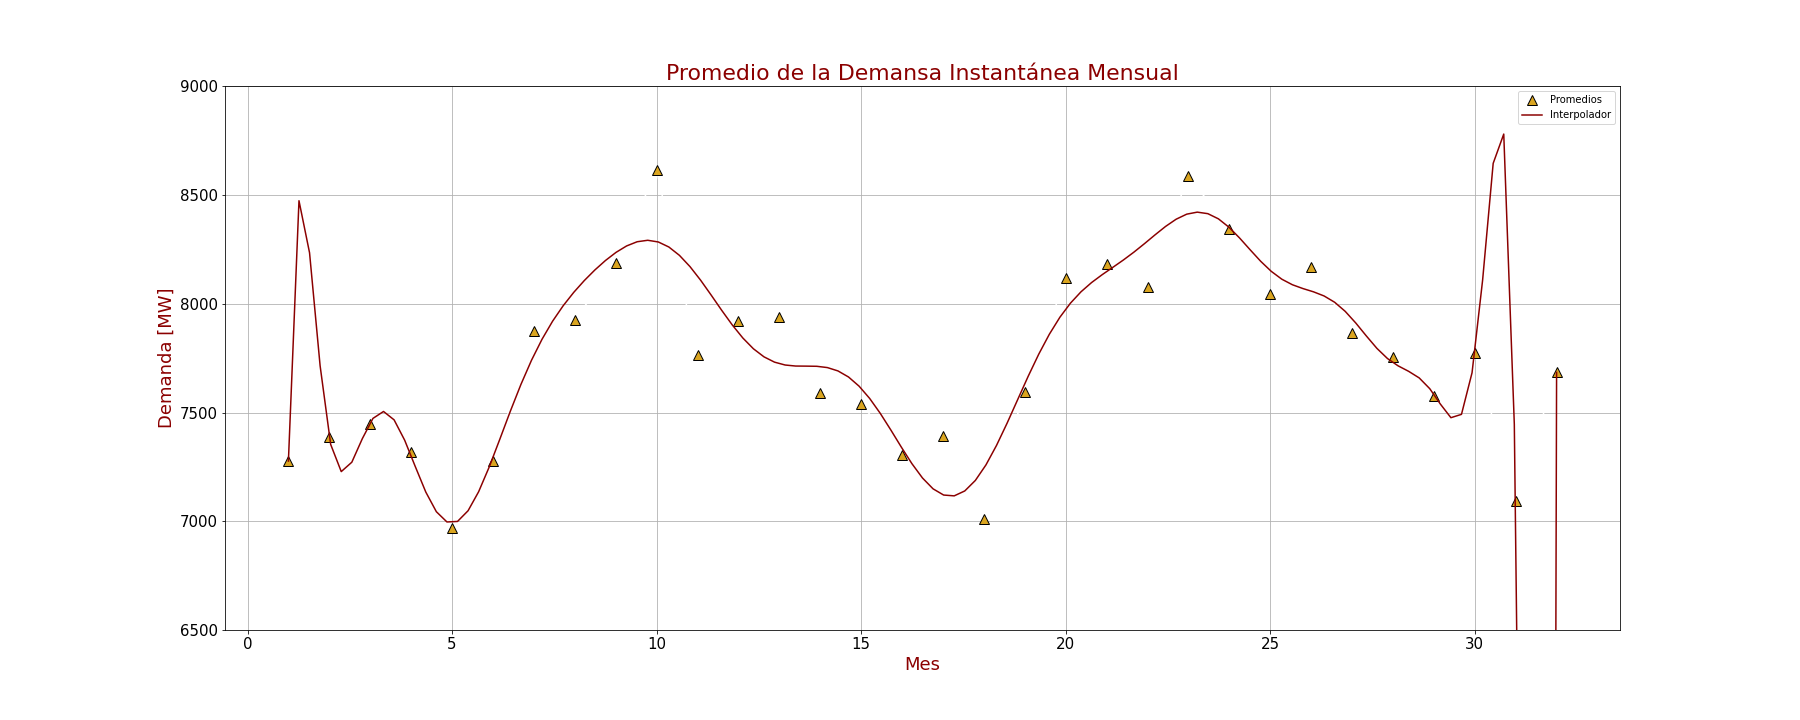 Promedio de la Demansa Instantánea Mensual
9000
8500
8000
7500
7000
6500
Demanda [MW]
Promedios
Interpolador
0 5 10 15 20 25 30
Mes